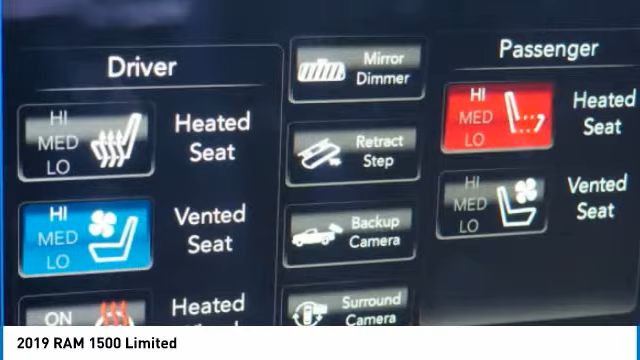 Driver
HI
MED
LO
Heated
Seat
HI
MED
LO
Vented
Seat
ON
Heated
Mirror
Dimmer
Retract
Step
Backup
Camera
Surround
Camera
Passenger
HI
MED
LO
Heated
Seat
HI
MED
LO
Vented
Seat
2019 RAM 1500 Limited